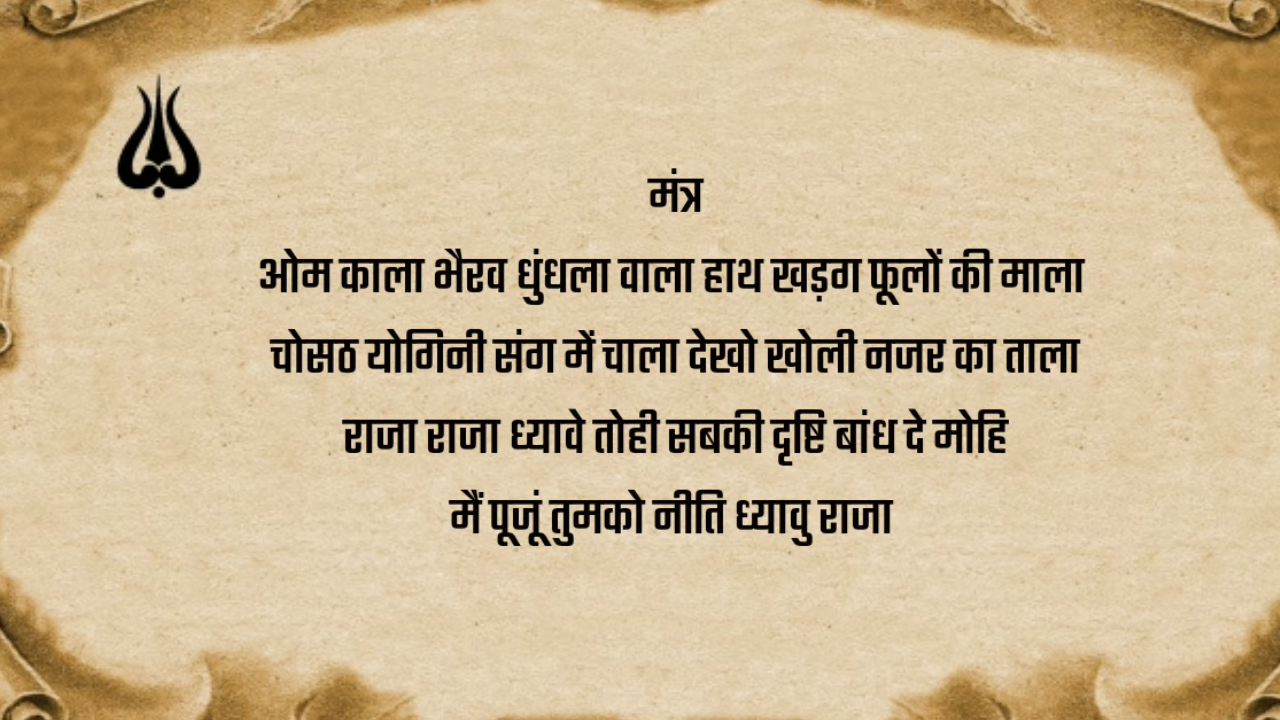 मंत्र
ओम काला भैरव धुंधला वाला हाथ खड़ग फूलों की माला
चोसठ योगिनी संग में चाला देखो खोली नजर का ताला
राजा राजा ध्यावे तोही सबकी दृष्टि बांध दे मोहि
मैं पूजूं तुमको नीति ध्यावु राजा